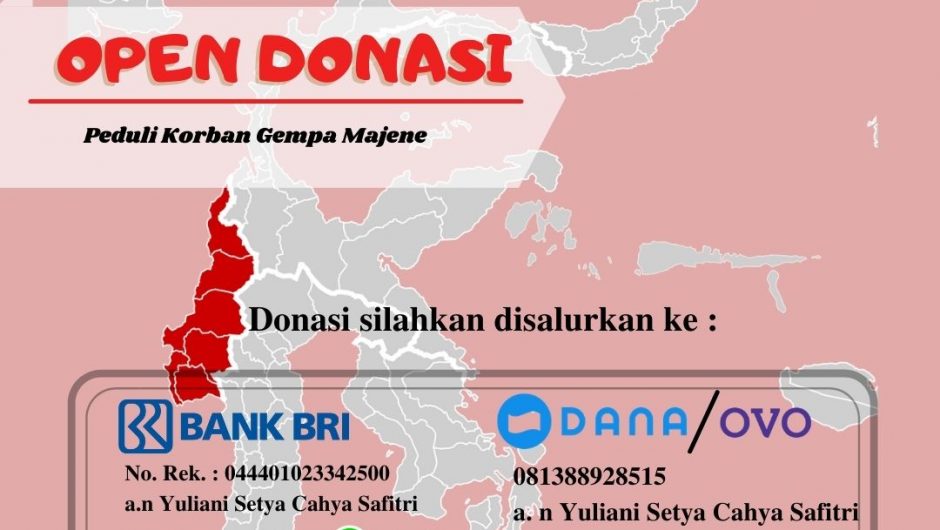 OPEN DONASI
Peduli Korban Gempa Majene
Donasi silahkan disalurkan ke :
BANK BRI
No. Rek. : 044401023342500
a.n Yuliani Setya Cahya Safitri
DANA/OVO
081388928515
a. n Yuliani Setya Cahya Safitri